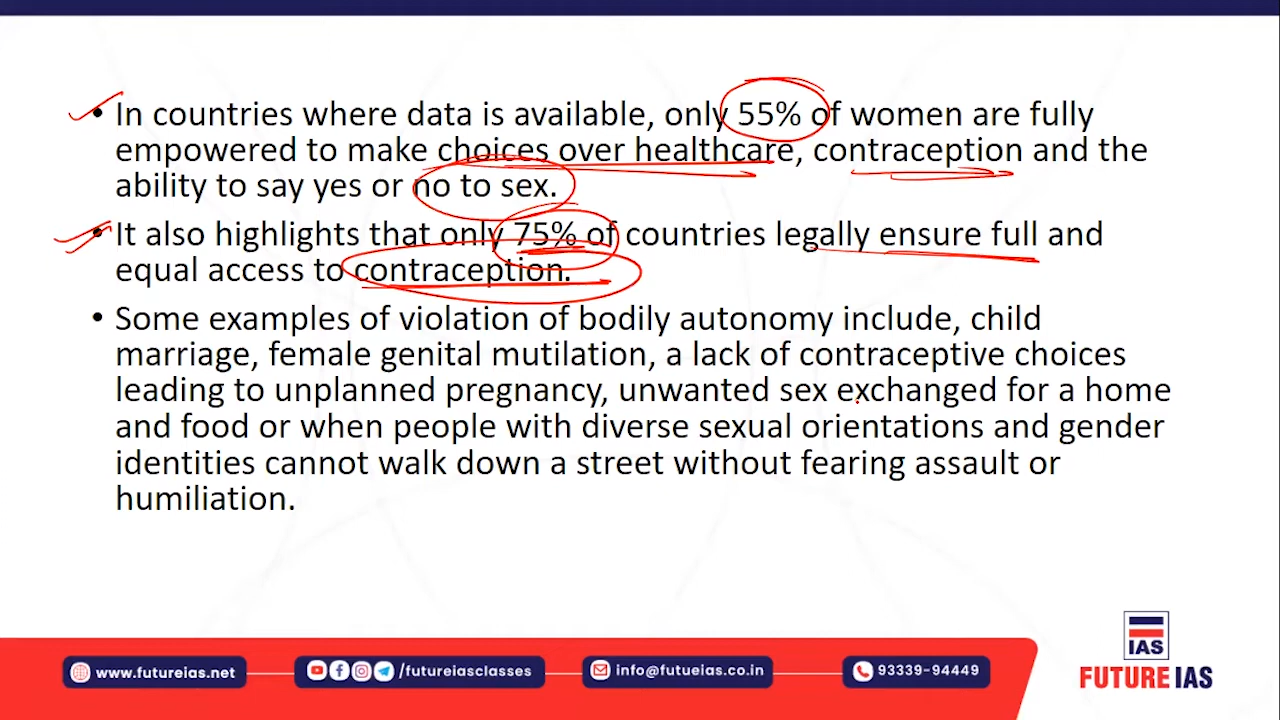 • In countries where data is available, only 55% of women are fully
empowered to make choices over healthcare, contraception and the
ability to say yes or no to sex.
• It also highlights that only 75% of countries legally ensure full and
equal access to contraception.
• Some examples of violation of bodily autonomy include, child
marriage, female genital mutilation, a lack of contraceptive choices
leading to unplanned pregnancy, unwanted sex exchanged for a home
and food or when people with diverse sexual orientations and gender
identities cannot walk down a street without fearing assault or
humiliation.
www.futureias.net
/futureiasclasses
info@futueias.co.in
93339-94449
IAS
FUTURE IAS